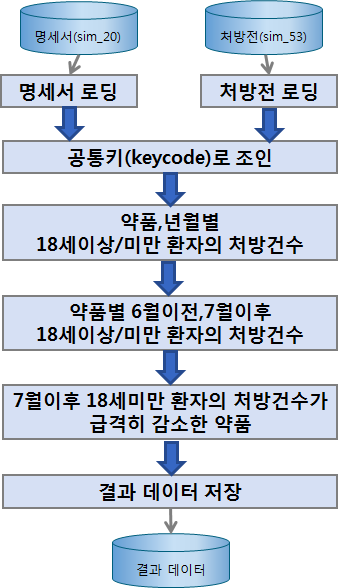 명세서(sim_20)
처방전(sim_53)
명세서 로딩
처방전 로딩
공통키(keycode)로 조인
약품,년월별
18세이상/미만 환자의 처방건수
약품별 6월이전,7월이후
18세이상/미만 환자의 처방건수
7월이후 18세미만 환자의 처방건수가
급격히 감소한 약품
결과 데이터 저장
결과 데이터